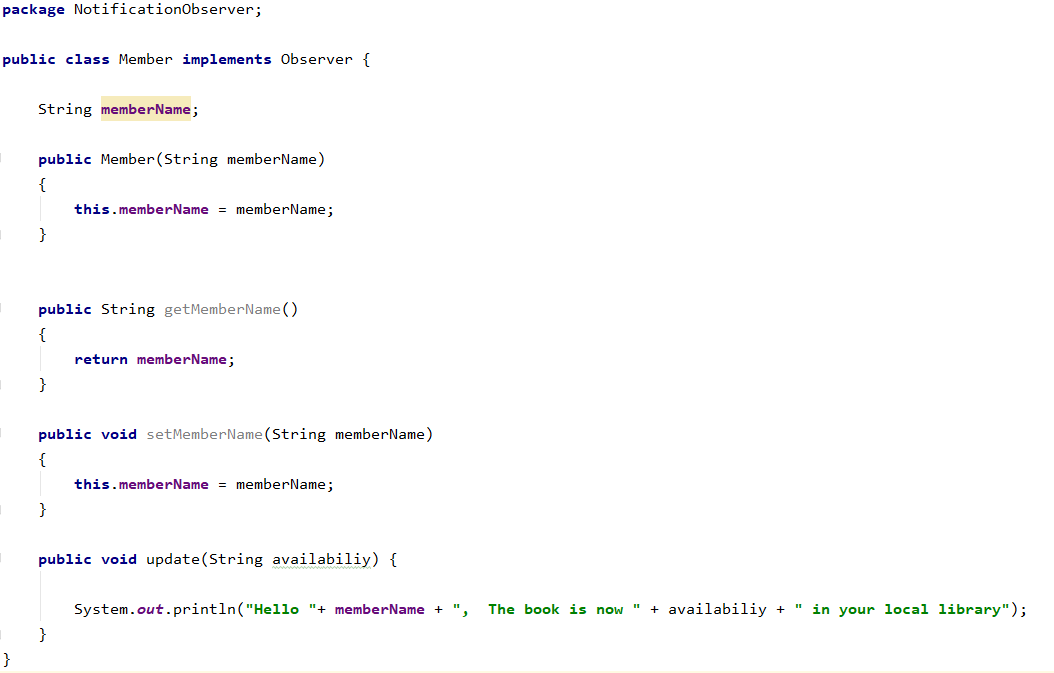 package NotificationObserver;
public class Member implements Observer {
String memberName;
public Member(String memberName)
{
this.memberName = memberName;
}
public String getMemberName()
{
return memberName;
}
public void setMemberName(String memberName)
{
this.memberName = memberName;
}
public void update(String availabiliy) {
System.out.println("Hello "+ memberName + ",  The book is now " + availabiliy + " in your local library");
}
}